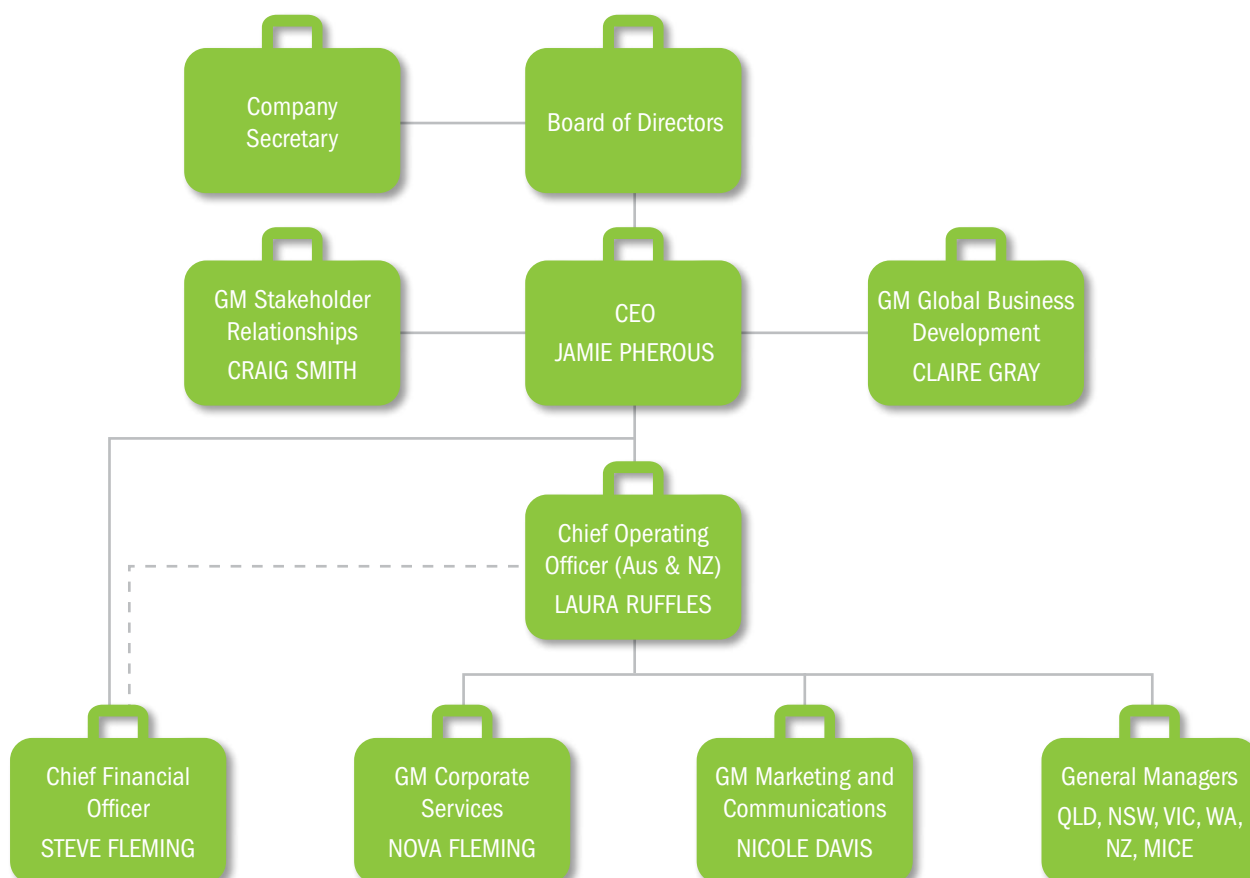 Company
Secretary
Board of Directors
GM Stakeholder
Relationships
CRAIG SMITH
CEO
JAMIE PHEROUS
GM Global Business
Development
CLAIRE GRAY
Chief Operating
Officer (Aus & NZ)
LAURA RUFFLES
Chief Financial
Officer
STEVE FLEMING
GM Corporate
Services
NOVA FLEMING
GM Marketing and
Communications
NICOLE DAVIS
General Managers
QLD, NSW, VIC, WA,
NZ, MICE